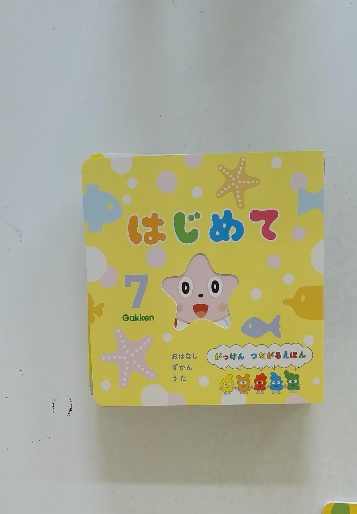 はじめて
7
Gakken
おはなし
ずかん
うた
がっけん つながるえほん